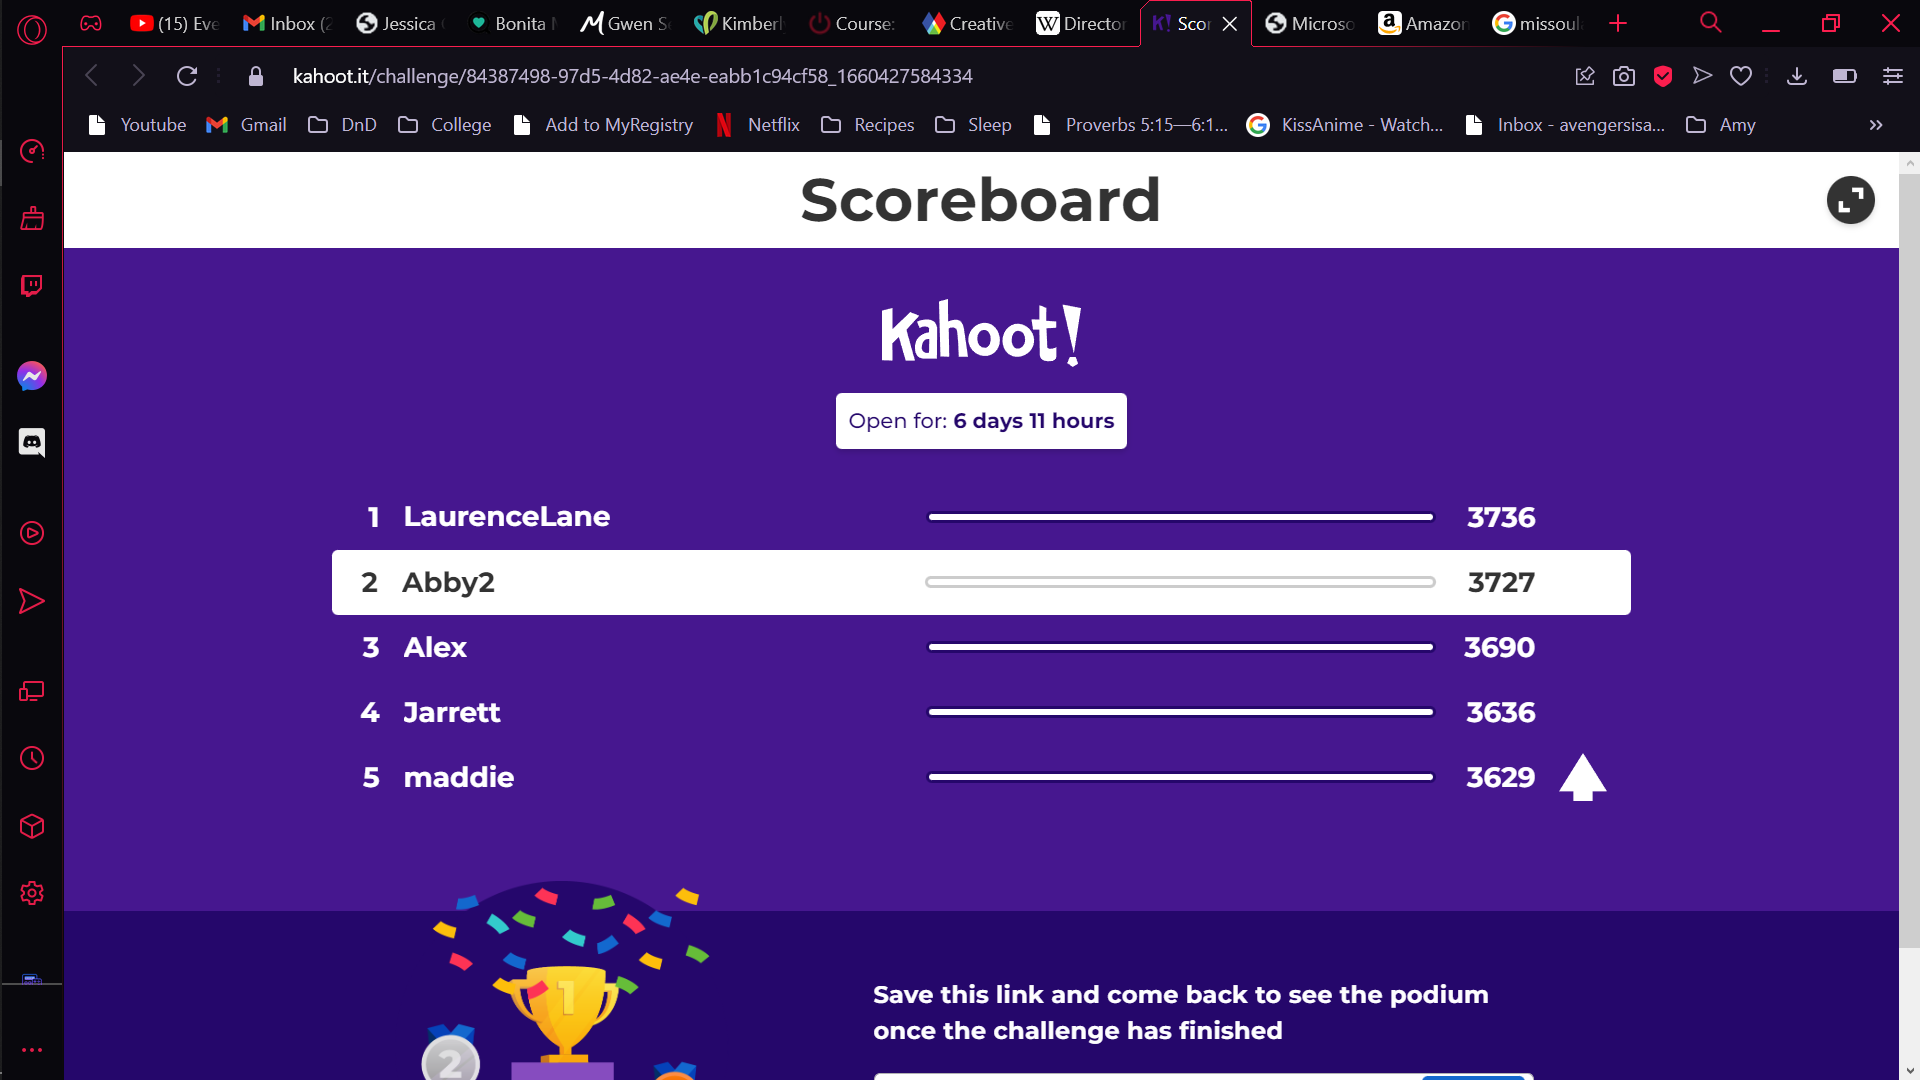 (15) Eve
Inbox (2
Jessica
Bonita
Gwen S
Kimberl
Course:
Creative
Director
Scor
Microso
Amazon
missoula
kahoot.it/challenge/84387498-97d5-4d82-ae4e-eabb1c94cf58_1660427584334
Youtube
Gmail
DnD
College
Add to MyRegistry
Netflix
Recipes
Sleep
Proverbs 5:15—6:1...
KissAnime - Watch...
Inbox - avengersisa...
Amy
Scoreboard
Kahoot!
Open for: 6 days 11 hours
1 LaurenceLane 3736
2 Abby2 3727
3 Alex 3690
4 Jarrett 3636
5 maddie 3629
1
2
Save this link and come back to see the podium
once the challenge has finished